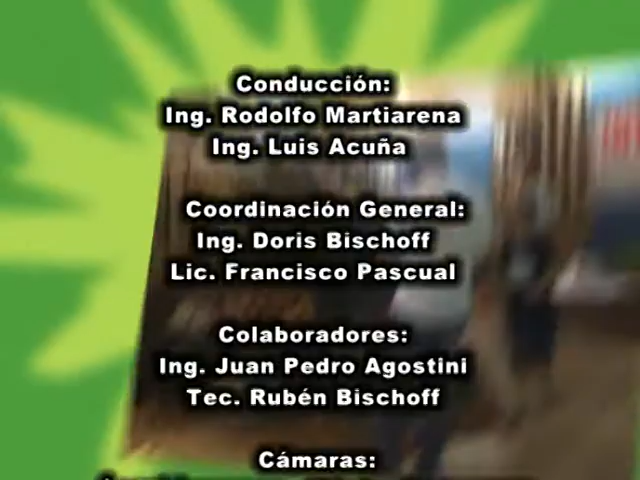 Conducción:
Ing. Rodolfo Martiarena
Ing. Luis Acuña
Coordinación General:
Ing. Doris Bischoff
Lic. Francisco Pascual
Colaboradores:
Ing. Juan Pedro Agostini
Tec. Rubén Bischoff
Cámaras: